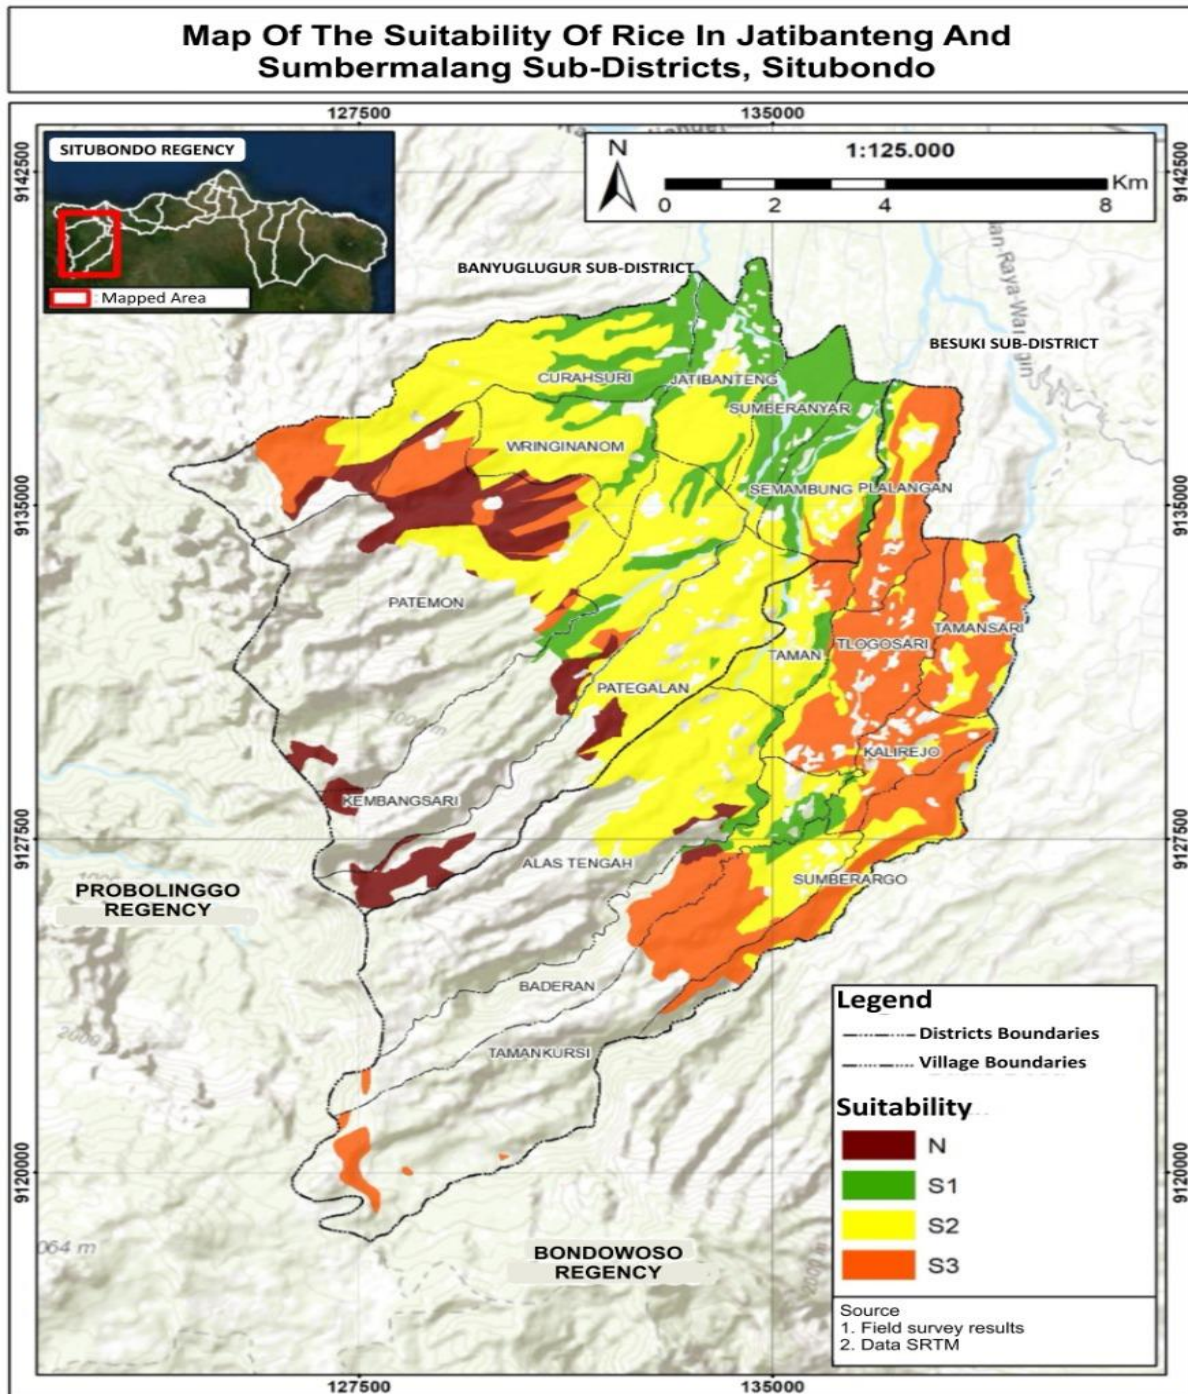 Map Of The Suitability Of Rice In Jatibanteng And
Sumbermalang Sub-Districts, Situbondo
127500
135000
9142500
9142500
SITUBONDO REGENCY
: Mapped Area
N
1:125.000
Km
0
2
4
8
BANYUGLUGUR SUB-DISTRICT
BESUKI SUB-DISTRICT
CURAHSURI
JATIBANTENG
SUMBERANYAR
WRINGINANOM
SEMAMBUNG
PLALANGAN
9135000
9135000
PATEMON
TAMANSARI
TLOGOSARI
TAMAN
PATEGALAN
1000 m
KALIREJO
KEMBANGSARI
9127500
9127500
ALAS TENGAH
SUMBERARGO
PROBOLINGGO
REGENCY
BADERAN
2000
TAMANKURSI
9120000
9120000
064 m
BONDOWOSO
REGENCY
Legend
Districts Boundaries
Village Boundaries
Suitability
N
S1
S2
S3
Source
1. Field survey results
2. Data SRTM
127500
135000